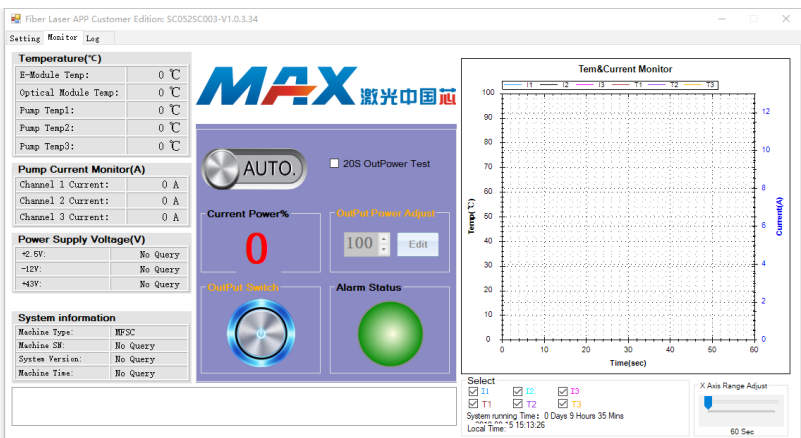 Fiber Laser APP Customer Edition: SC052SC003-V1.0.3.34
Setting Monitor Log
Temperature(℃)
E-Module Temp: 0 ℃
Optical Module Temp: 0 ℃
Pump Temp1: 0 ℃
Pump Temp2: 0 ℃
Pump Temp3: 0 ℃
Pump Current Monitor(A)
Channel 1 Current: 0 A
Channel 2 Current: 0 A
Channel 3 Current: 0 A
Power Supply Voltage(V)
+2.5V: No Query
-12V: No Query
+43V: No Query
System information
Machine Type: MFSC
Machine SN: No Query
System Version: No Query
Machine Time: No Query
MAX 激光中国芯
AUTO.
20S OutPower Test
Current Power%
0
OutPut Power Adjust
100 Edit
OutPut Switch
Alarm Status
Tem&Current Monitor
I1 I2 I3 T1 T2 T3
100
90
80
70
60
50
40
30
20
10
0
Temp(℃)
12
10
8
6
4
2
0
Current(A)
0 10 20 30 40 50 60
Time(sec)
Select
I1 I2 I3
T1 T2 T3
System running Time: 0 Days 9 Hours 35 Mins
Local Time: 15:13:26
X Axis Range Adjust
60 Sec